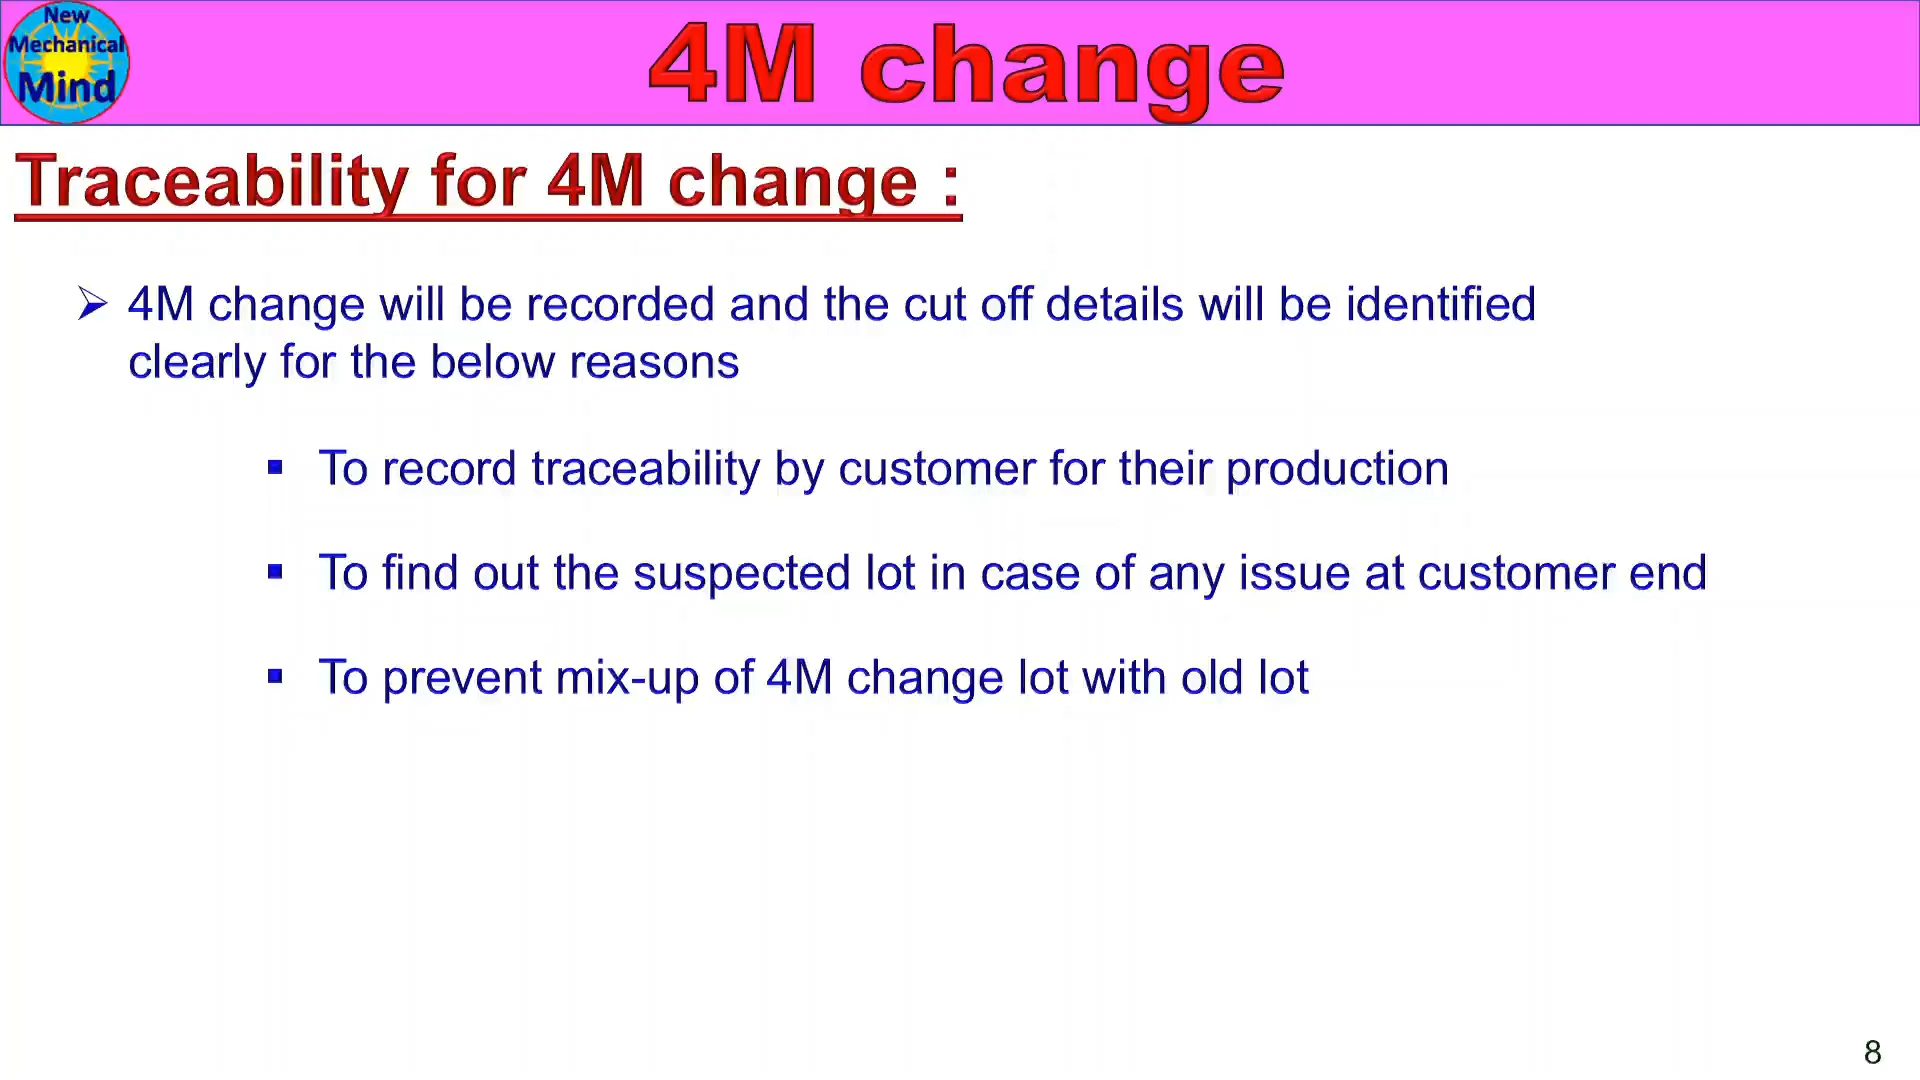 New
Mechanical
Mind
4M change
Traceability for 4M change :
4M change will be recorded and the cut off details will be identified
clearly for the below reasons
To record traceability by customer for their production
To find out the suspected lot in case of any issue at customer end
To prevent mix-up of 4M change lot with old lot
8